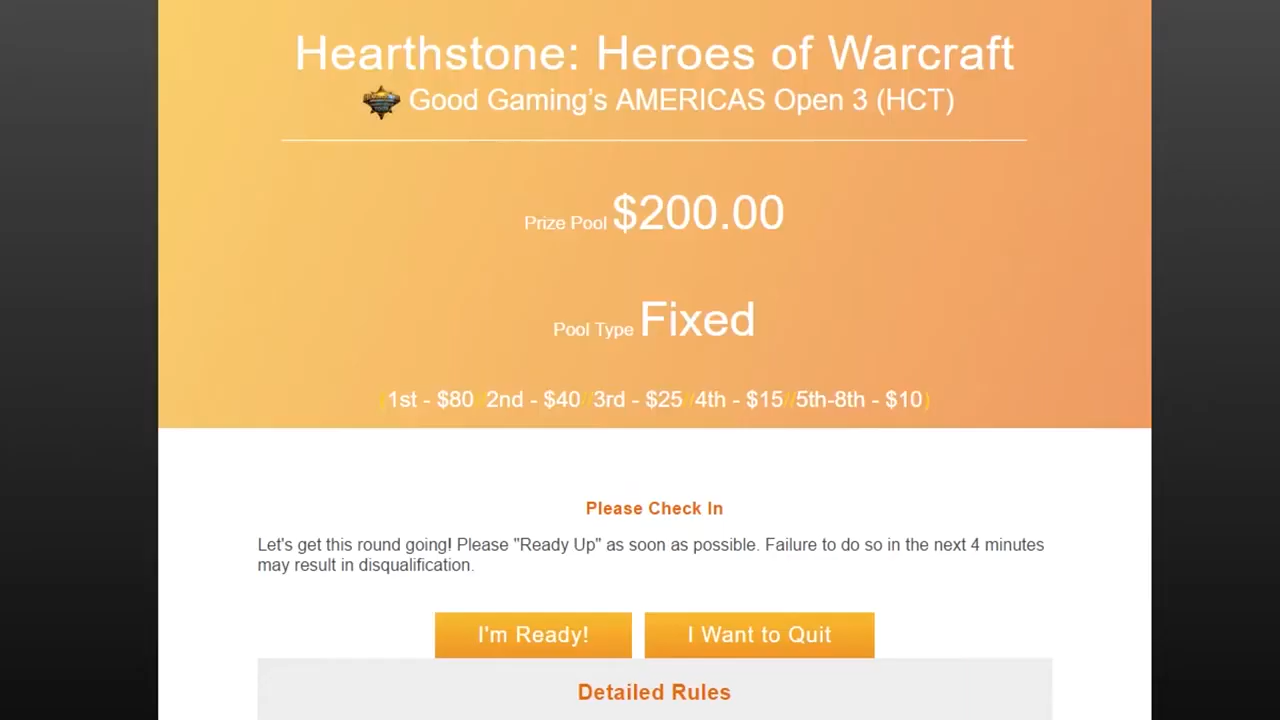 Hearthstone: Heroes of Warcraft
Good Gaming's AMERICAS Open 3 (HCT)
Prize Pool $200.00
Pool Type Fixed
(1st - $80//2nd - $40//3rd - $25//4th - $15//5th-8th - $10)
Please Check In
Let's get this round going! Please "Ready Up" as soon as possible. Failure to do so in the next 4 minutes
may result in disqualification.
I'm Ready! I Want to Quit
Detailed Rules